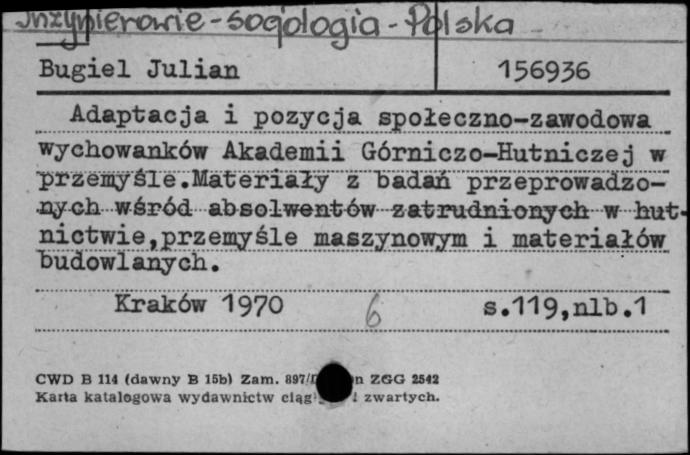 Inżynierowie - socjologia - Polska
Bugiel Julian 156936
Adaptacja i pozycja społeczno-zawodowa
wychowanków Akademii Górniczo-Hutniczej w
przemyśle.Materiały z badań przeprowadzo-
nych wśród absolwentów zatrudnionych w hut-
nictwie,przemyśle maszynowym i materiałów
budowlanych.
Kraków 1970 6 s.119,nlb.1
CWD B 114 (dawny B 15b) Zam. 897/ ZGG 2542
Karta katalogowa wydawnictw zwartych.